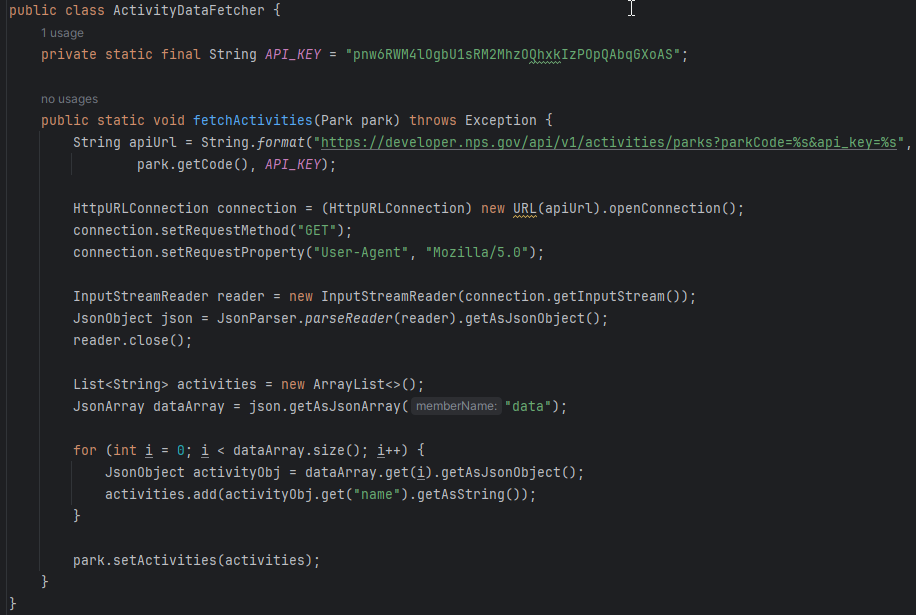 public class ActivityDataFetcher {
1 usage
private static final String API_KEY = "pnw6RWM4lOgbU1sRM2MhzOQhxkIzPOpQAbqGXoAS";
no usages
public static void fetchActivities(Park park) throws Exception {
String apiUrl = String.format("https://developer.nps.gov/api/v1/activities/parks?parkCode=%s&api_key=%s",
park.getCode(), API_KEY);
HttpURLConnection connection = (HttpURLConnection) new URL(apiUrl).openConnection();
connection.setRequestMethod("GET");
connection.setRequestProperty("User-Agent", "Mozilla/5.0");
InputStreamReader reader = new InputStreamReader(connection.getInputStream());
JsonObject json = JsonParser.parseReader(reader).getAsJsonObject();
reader.close();
List<String> activities = new ArrayList<>();
JsonArray dataArray = json.getAsJsonArray( memberName: "data");
for (int i = 0; i < dataArray.size(); i++) {
JsonObject activityObj = dataArray.get(i).getAsJsonObject();
activities.add(activityObj.get("name").getAsString());
}
park.setActivities(activities);
}
}